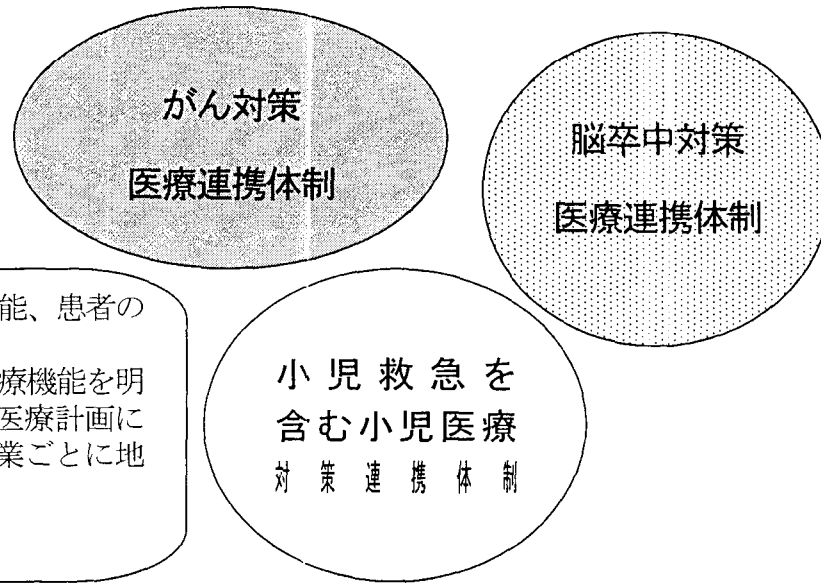 がん対策
医療連携体制
脳卒中対策
医療連携体制
能、患者の
療機能を明
医療計画に
業ごとに地
小児救急を
含む小児医療
対策連携体制